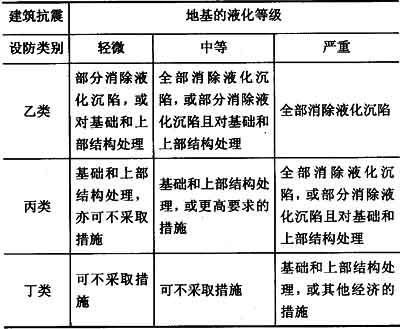 建筑抗震
设防类别
地基的液化等级
轻微
中等
严重
乙类
部分消除液
化沉陷，或
对基础和上
部结构处理
全部消除液化沉
陷，或部分消除液
化沉陷且对基础和
上部结构处理
全部消除液化沉陷
丙类
基础和上部
结构处理，
亦可不采取
措施
基础和上部结构处
理，或更高要求的
措施
全部消除液化沉
陷，或部分消除液
化沉陷且对基础和
上部结构处理
丁类
可不采取措
施
可不采取措施
基础和上部结构处
理，或其他经济的
措施